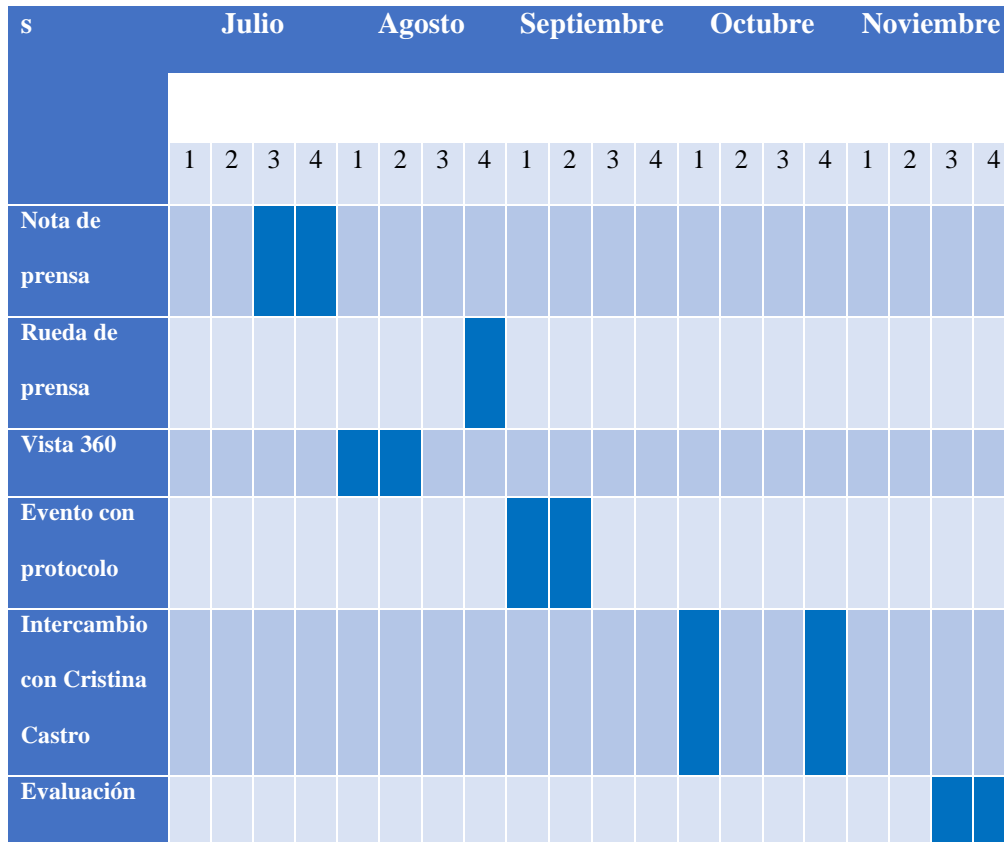 s Julio Agosto Septiembre Octubre Noviembre
1 2 3 4 1 2 3 4 1 2 3 4 1 2 3 4 1 2 3 4
Nota de
prensa
Rueda de
prensa
Vista 360
Evento con
protocolo
Intercambio
con Cristina
Castro
Evaluación